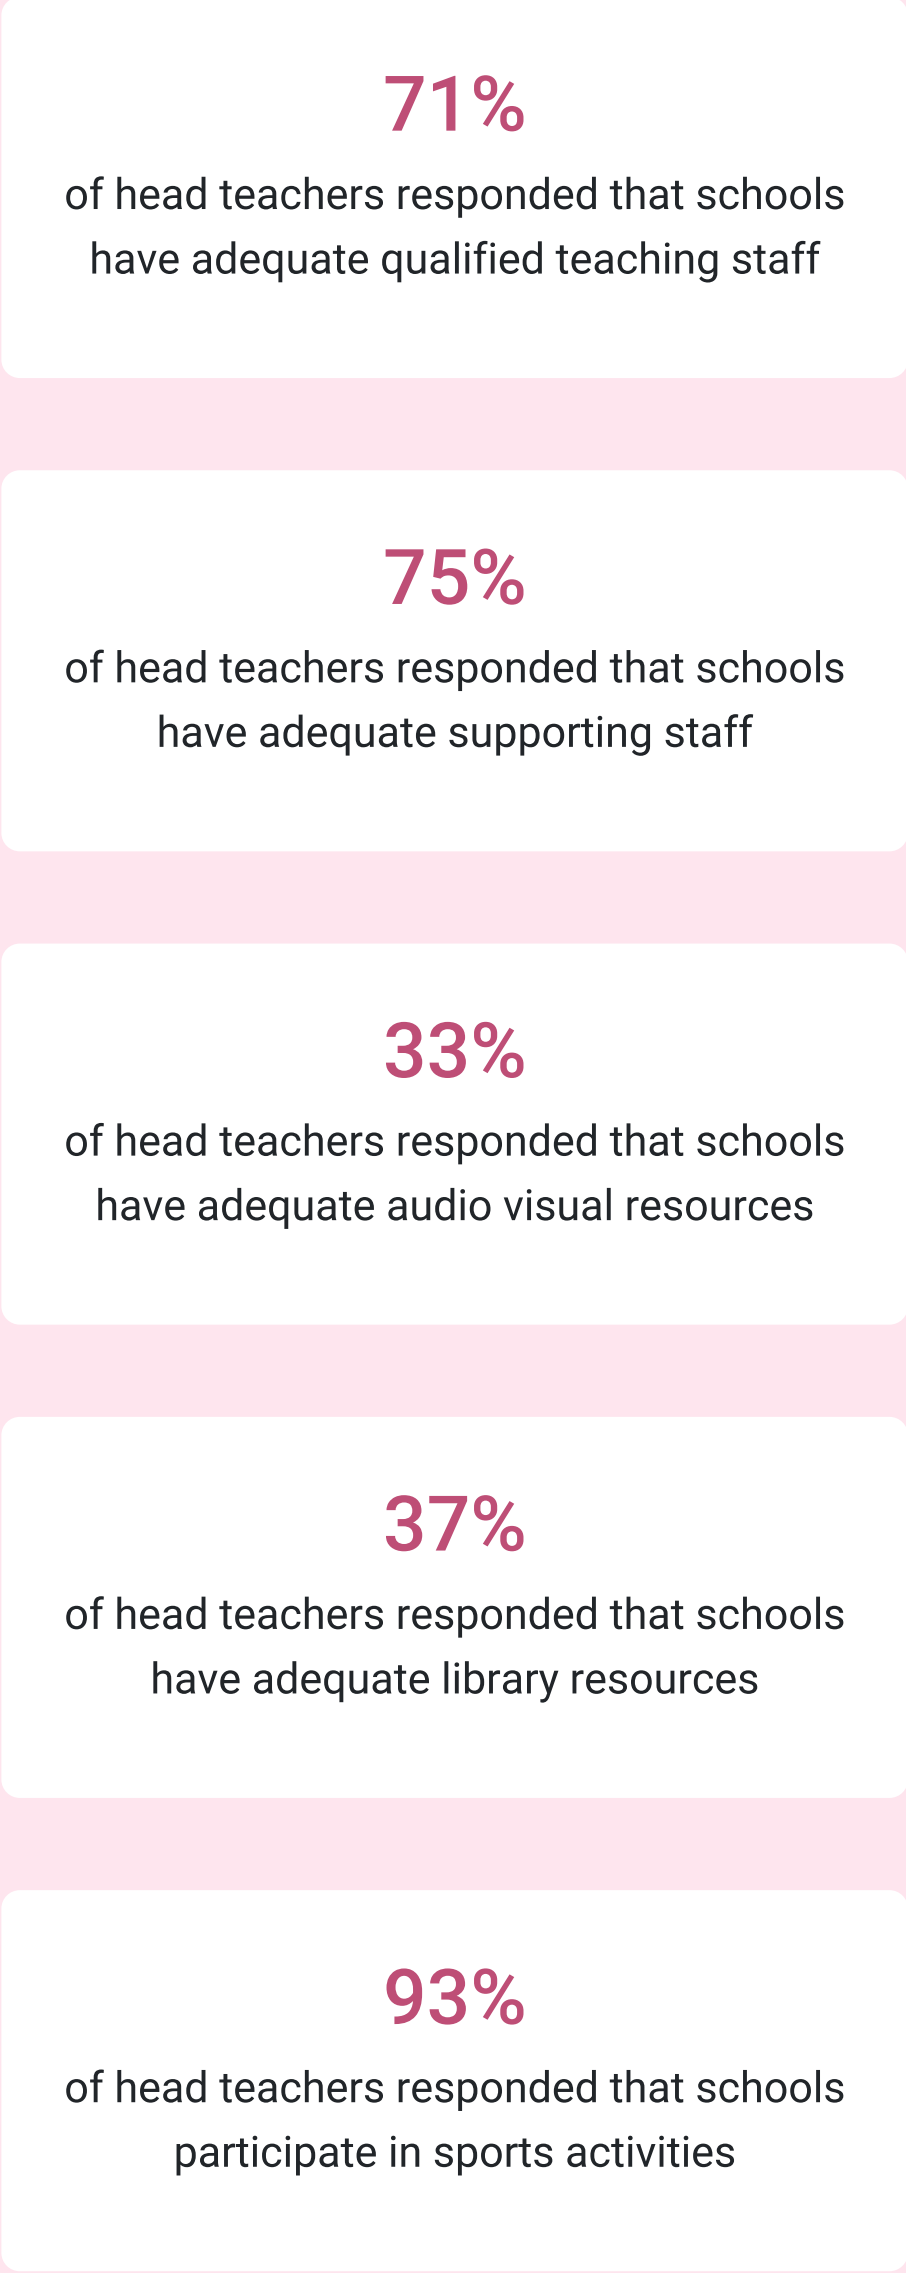 71%
of head teachers responded that schools
have adequate qualified teaching staff
75%
of head teachers responded that schools
have adequate supporting staff
33%
of head teachers responded that schools
have adequate audio visual resources
37%
of head teachers responded that schools
have adequate library resources
93%
of head teachers responded that schools
participate in sports activities